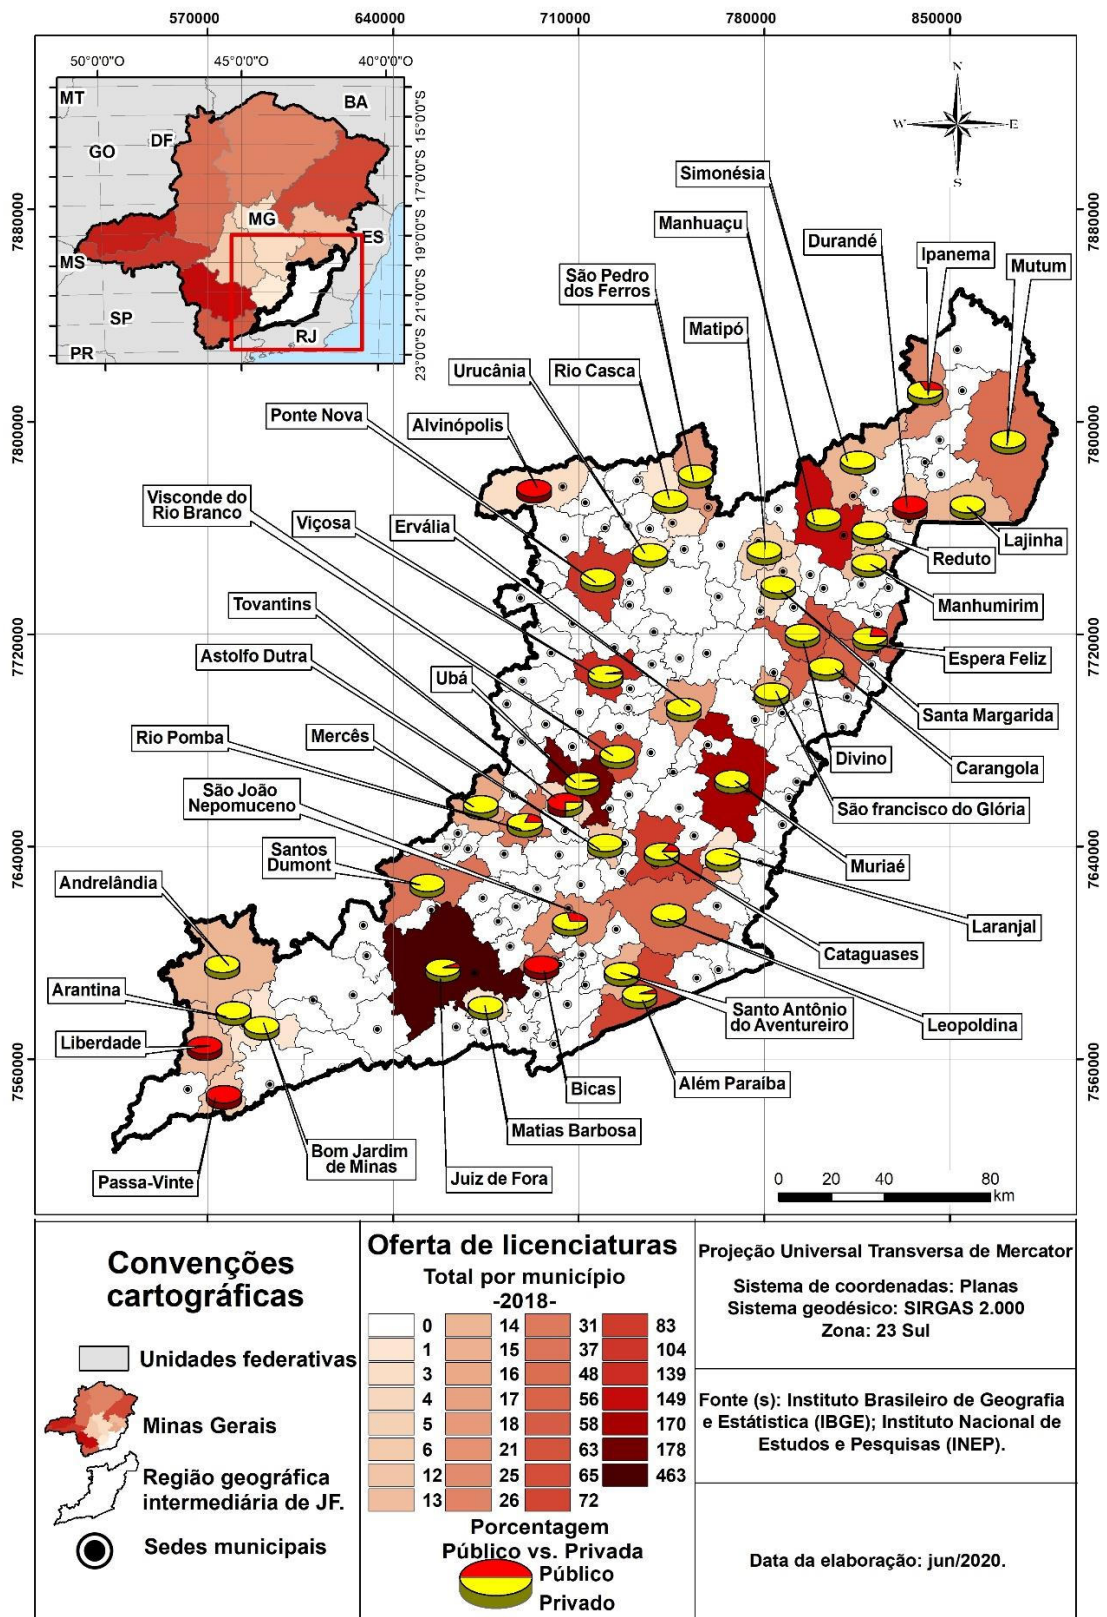 570000
640000
710000
780000
850000
50°0'0"O
45°0'0"O
40°0'0"O
MT
BA
DF
GO
MG
ES
MS
SP
RJ
PR
15°0'0"S
17°0'0"S
19°0'0"S
21°0'0"S
23°0'0"S
N
W
E
S
7880000
7880000
7800000
7800000
7720000
7720000
7640000
7640000
7560000
7560000
Simonésia
Manhuaçu
Durandé
Ipanema
Mutum
São Pedro
dos Ferros
Matipó
Urucânia
Rio Casca
Ponte Nova
Alvinópolis
Visconde do
Rio Branco
Viçosa
Ervália
Lajinha
Reduto
Manhumirim
Tovantins
Astolfo Dutra
Ubá
Espera Feliz
Santa Margarida
Rio Pomba
Mercês
Divino
Carangola
São João
Nepomuceno
São francisco do Glória
Santos
Dumont
Muriaé
Andrelândia
Laranjal
Cataguases
Arantina
Santo Antônio
do Aventureiro
Leopoldina
Liberdade
Além Paraíba
Bicas
Matias Barbosa
Bom Jardim
de Minas
Juiz de Fora
Passa-Vinte
0 40 80
km
Convenções
cartográficas
Unidades federativas
Minas Gerais
Região geográfica
intermediária de JF.
Sedes municipais
Oferta de licenciaturas
Total por município
-2018-
0 14 31 83
1 15 37 104
3 16 48 139
4 17 56 149
5 18 58 170
6 21 63 178
12 25 65 463
13 26 72
Porcentagem
Público vs. Privada
Público
Privado
Projeção Universal Transversa de Mercator
Sistema de coordenadas: Planas
Sistema geodésico: SIRGAS 2.000
Zona: 23 Sul
Fonte (s): Instituto Brasileiro de Geografia
e Estátistica (IBGE); Instituto Nacional de
Estudos e Pesquisas (INEP).
Data da elaboração: jun/2020.